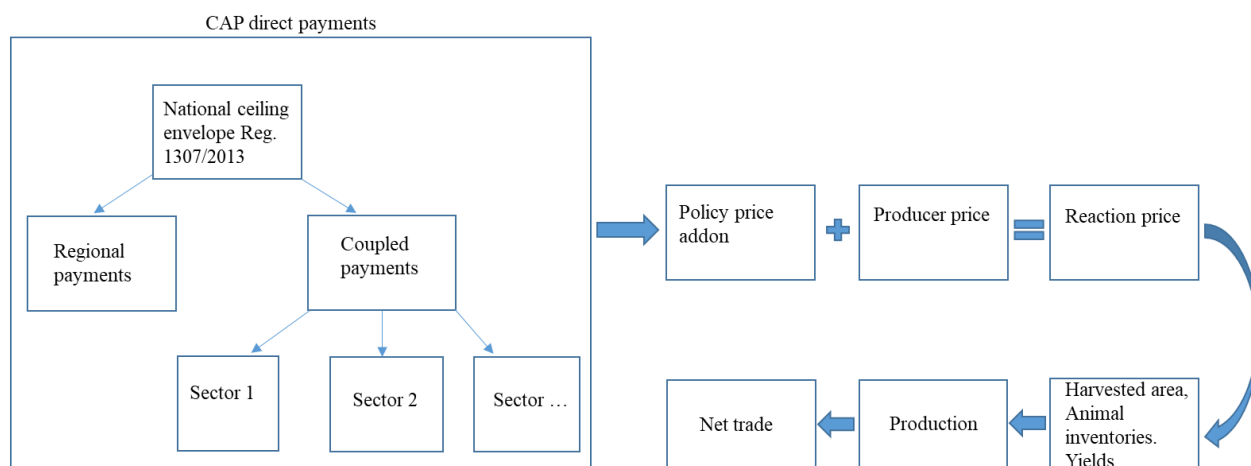 CAP direct payments
National ceiling
envelope Reg.
1307/2013
Regional
payments
Coupled
payments
Sector 1
Sector 2
Sector …
Policy price
addon
Producer price
Reaction price
Harvested area,
Animal
inventories.
Yields
Production
Net trade